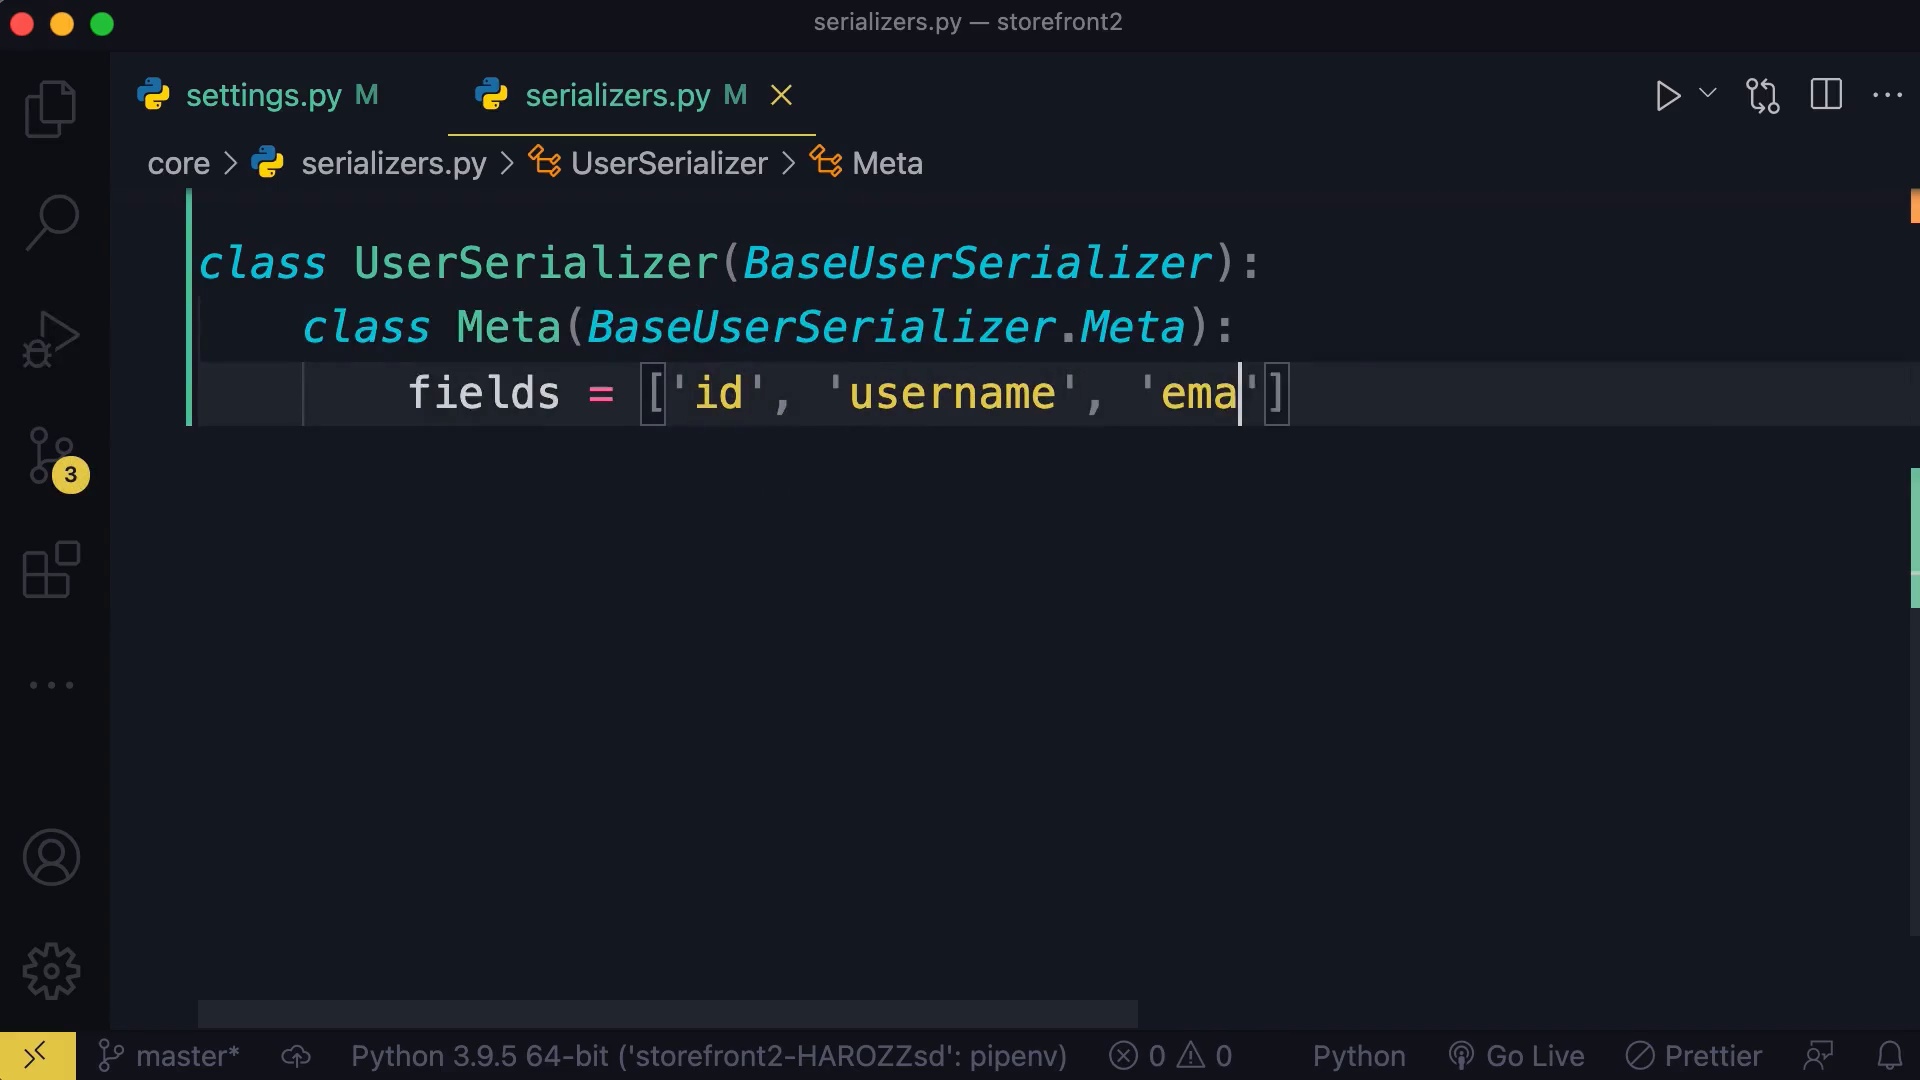 serializers.py — storefront2
settings.py M serializers.py M
core > serializers.py > UserSerializer > Meta
class UserSerializer(BaseUserSerializer):
class Meta(BaseUserSerializer.Meta):
fields = ['id', 'username', 'ema']
3
master* Python 3.9.5 64-bit ('storefront2-HAROZZsd': pipenv) 0 0 Python Go Live Prettier